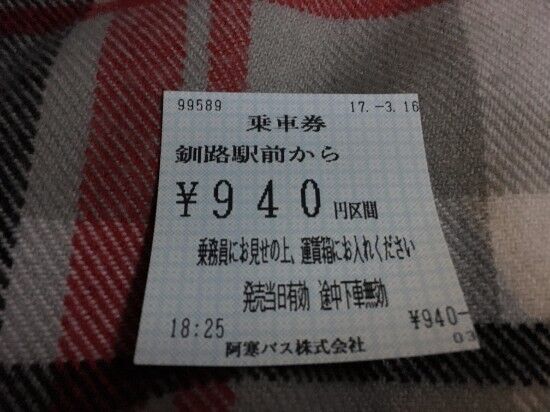 99589 17.-3.16
乗車券
釧路駅前から
¥940円区間
乗務員にお見せの上、運賃箱にお入れください
発売当日有効 途中下車無効
18:25 ¥940-
阿寒バス株式会社 03